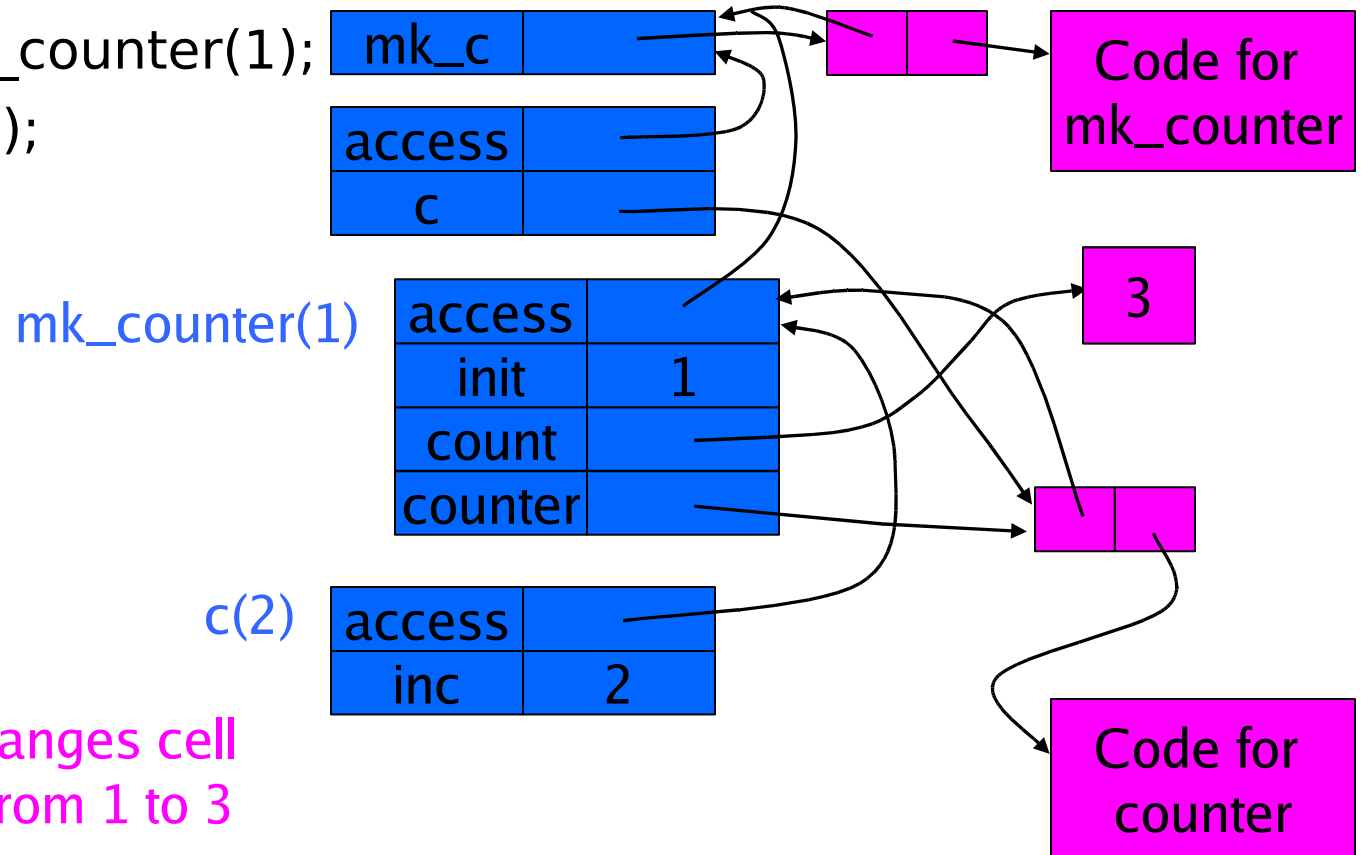 _counter(1);
);
mk_c
Code for
mk_counter
access
c
3
mk_counter(1)
access
init 1
count
counter
c(2)
access
inc 2
anges cell
rom 1 to 3
Code for
counter